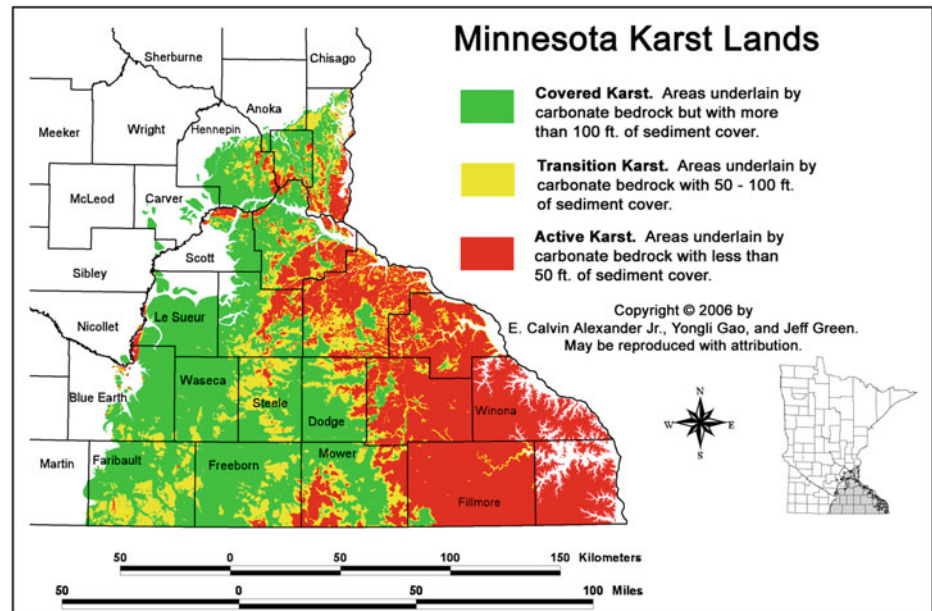 Minnesota Karst Lands
Covered Karst. Areas underlain by
carbonate bedrock but with more
than 100 ft. of sediment cover.
Transition Karst. Areas underlain by
carbonate bedrock with 50 - 100 ft.
of sediment cover.
Active Karst. Areas underlain by
carbonate bedrock with less than
50 ft. of sediment cover.
Copyright © 2006 by
E. Calvin Alexander Jr., Yongli Gao, and Jeff Green.
May be reproduced with attribution.
Sherburne
Chisago
Anoka
Meeker
Wright
Hennepin
McLeod
Carver
Scott
Sibley
Nicollet
Le Sueur
Blue Earth
Waseca
Steele
Dodge
Winona
Martin
Faribault
Freeborn
Mower
Fillmore
N
W E
S
50 0 50 100 150 Kilometers
50 0 50 100 Miles